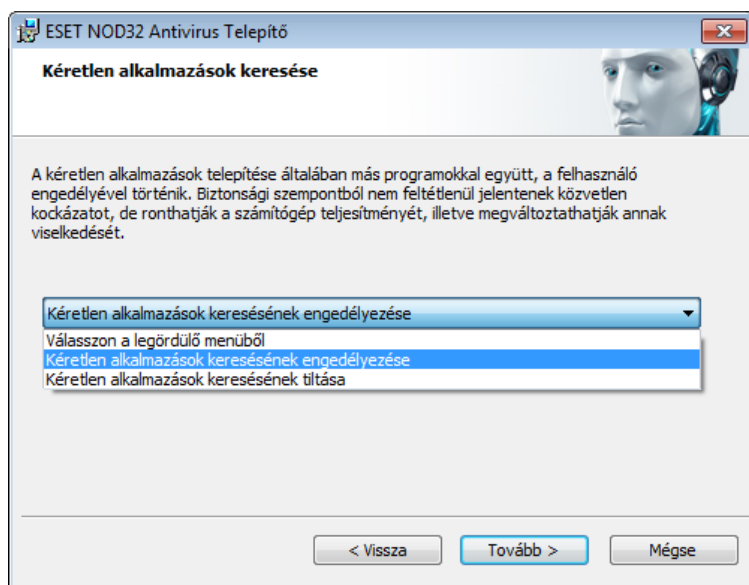 ESET NOD32 Antivirus Telepítő
Kéretlen alkalmazások keresése
A kéretlen alkalmazások telepítése általában más programokkal együtt, a felhasználó
engedélyével történik. Biztonsági szempontból nem feltétlenül jelentenek közvetlen
kockázatot, de ronthatják a számítógép teljesítményét, illetve megváltoztathatják annak
viselkedését.
Kéretlen alkalmazások keresésének engedélyezése
Válasszon a legördülő menüből
Kéretlen alkalmazások keresésének engedélyezése
Kéretlen alkalmazások keresésének tiltása
< Vissza Tovább > Mégse